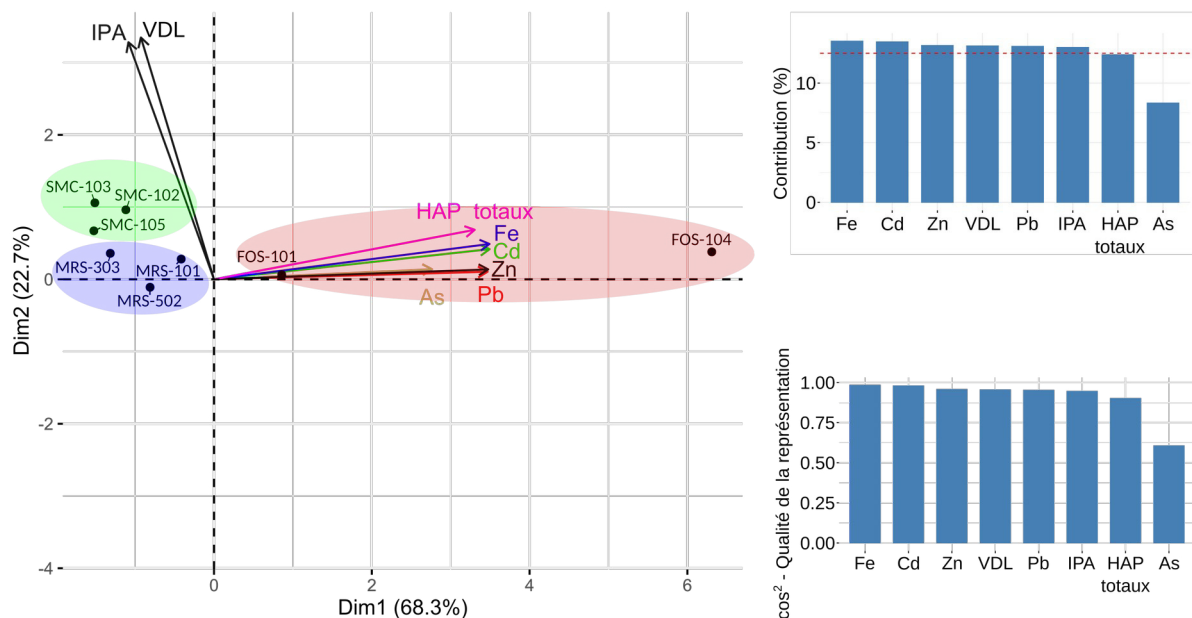 IPA VDL
2
SMC-103
SMC-102
SMC-105
MRS-303
MRS-101
MRS-502
HAP totaux
Fe
FOS-101
FOS-104
Cd
Zn
As
Pb
0
-2
-4
0 2 4 6
Dim1 (68.3%)
Dim2 (22.7%)
Contribution (%)
10
5
0
Fe Cd Zn VDL Pb IPA HAP As
totaux
cos² - Qualité de la représentation
1.00
0.75
0.50
0.25
0.00
Fe Cd Zn VDL Pb IPA HAP As
totaux